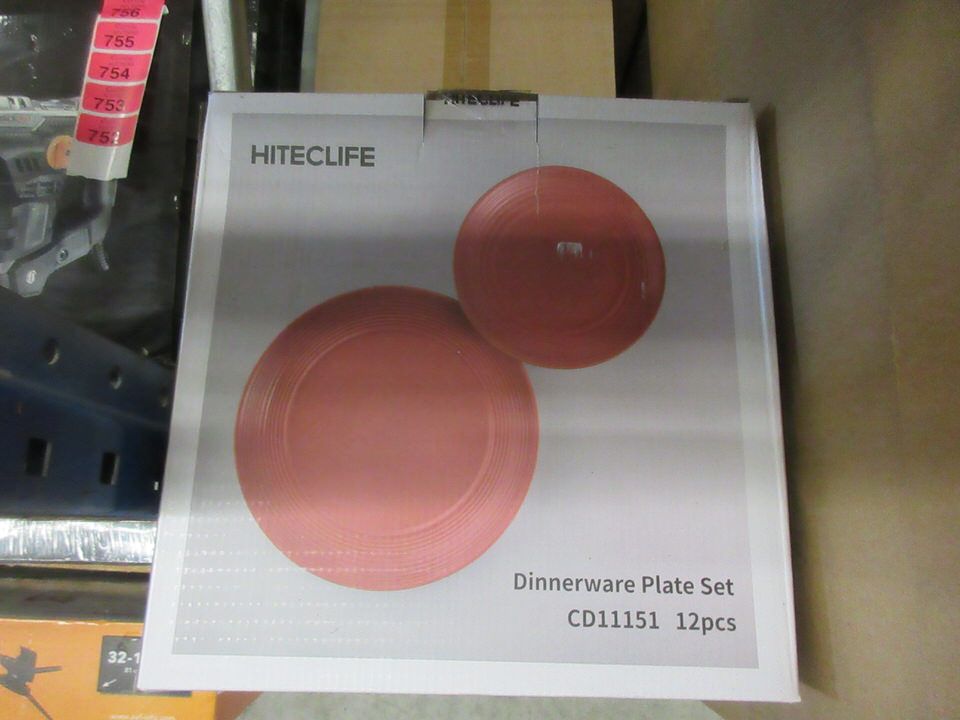 756
755
754
753
752
HITECLIFE
HITECLIFE
Dinnerware Plate Set
CD11151 12pcs
32-1